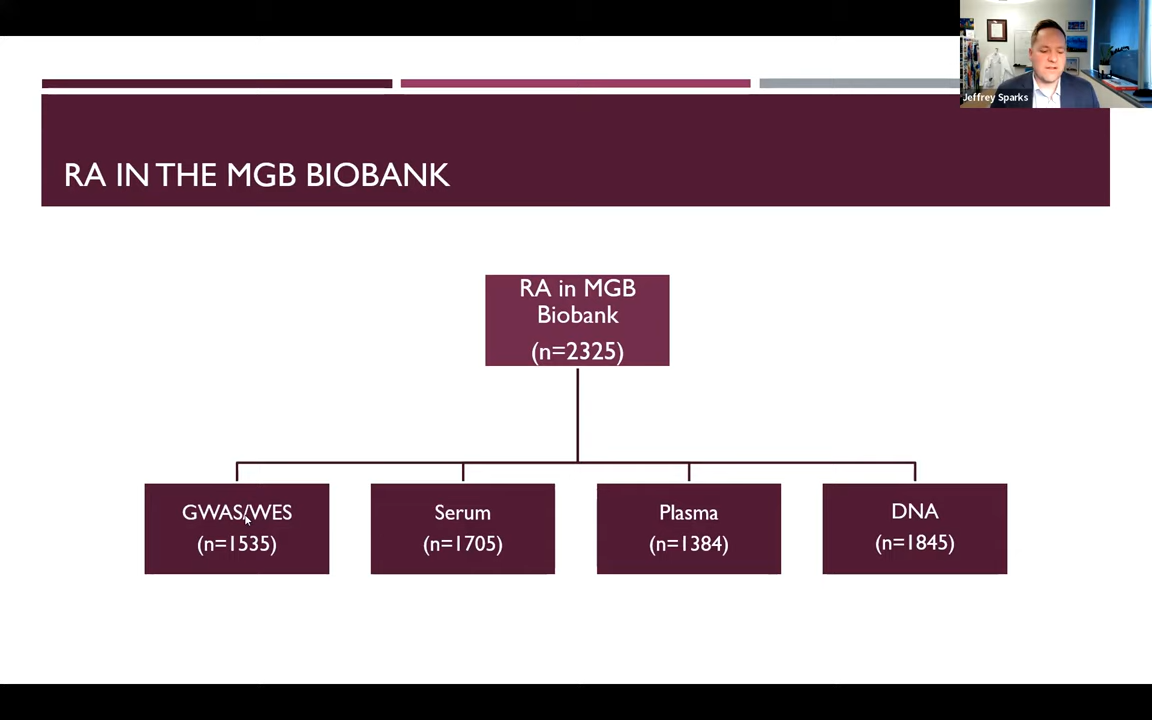 Jeffrey Sparks
RA IN THE MGB BIOBANK
RA in MGB
Biobank
(n=2325)
GWAS/WES
(n=1535)
Serum
(n=1705)
Plasma
(n=1384)
DNA
(n=1845)